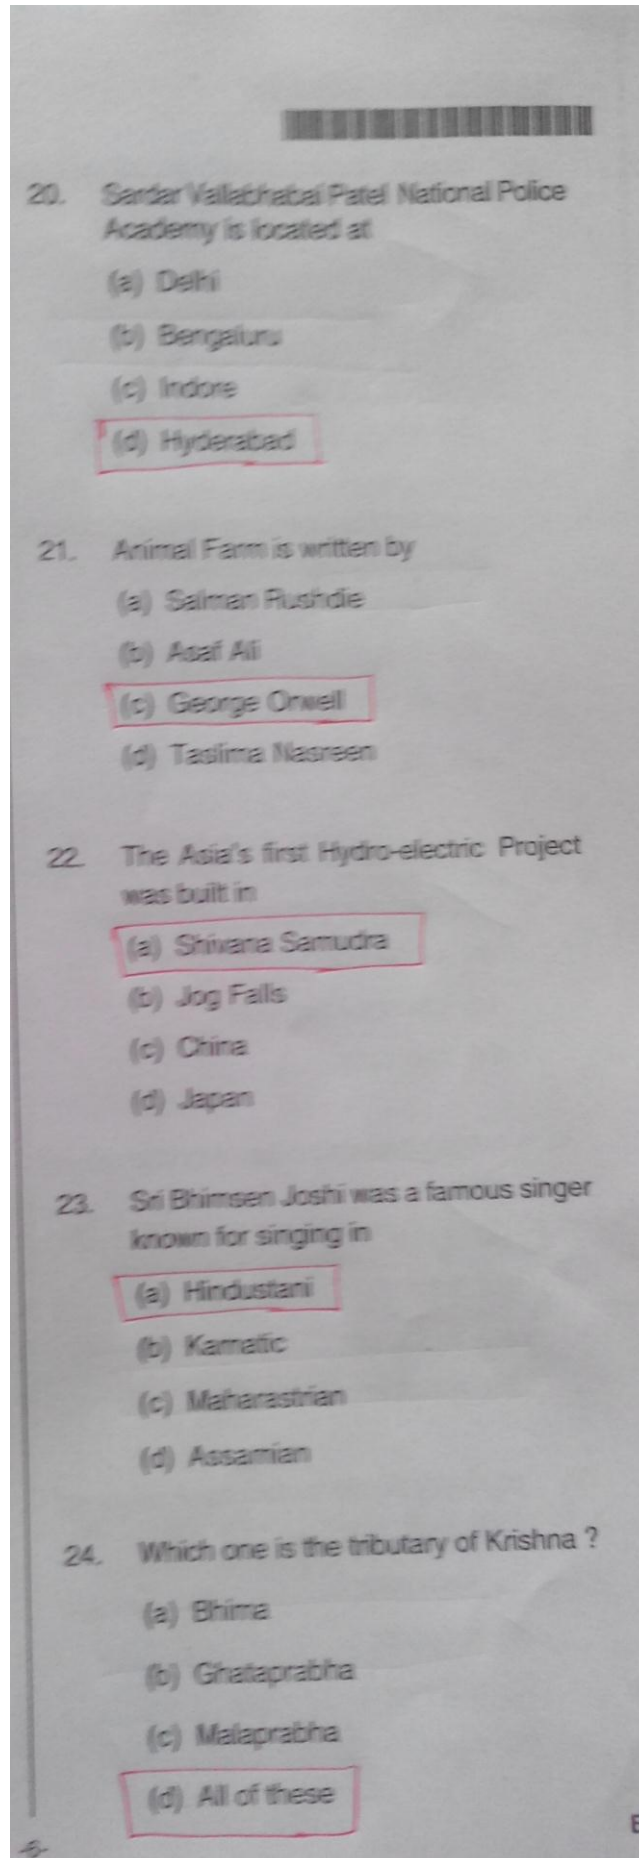 20. Sardar Vallabhabai Patel National Police
Academy is located at
(a) Delhi
(b) Bengaluru
(c) Indore
(d) Hyderabad
21. Animal Farm is written by
(a) Salman Rushdie
(b) Asaf Ali
(c) George Orwell
(d) Taslima Nasreen
22. The Asia's first Hydro-electric Project
was built in
(a) Shivana Samudra
(b) Jog Falls
(c) China
(d) Japan
23. Sri Bhimsen Joshi was a famous singer
known for singing in
(a) Hindustani
(b) Karnatic
(c) Maharastrian
(d) Assamian
24. Which one is the tributary of Krishna ?
(a) Bhima
(b) Ghataprabha
(c) Malaprabha
(d) All of these
-6-